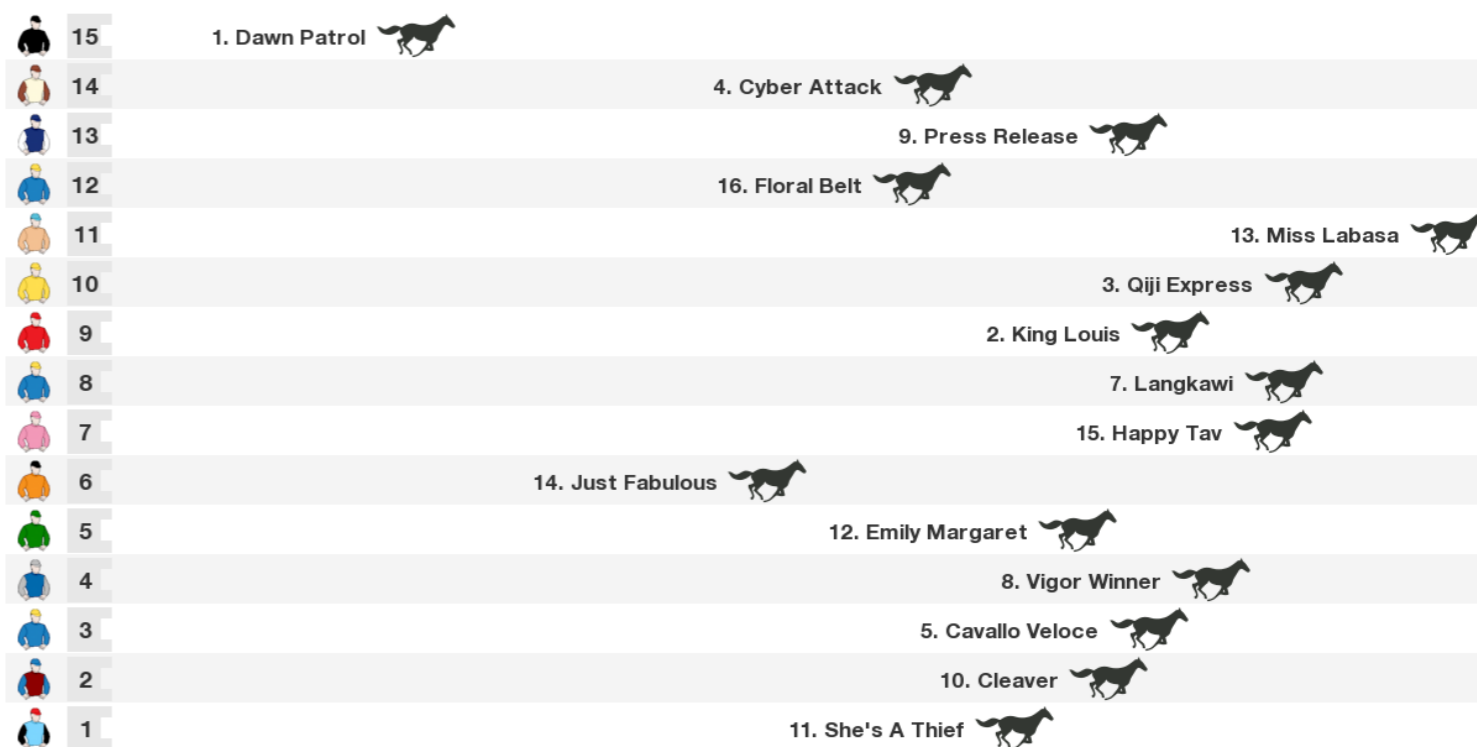 15 1. Dawn Patrol
14 4. Cyber Attack
13 9. Press Release
12 16. Floral Belt
11 13. Miss Labasa
10 3. Qiji Express
9 2. King Louis
8 7. Langkawi
7 15. Happy Tav
6 14. Just Fabulous
5 12. Emily Margaret
4 8. Vigor Winner
3 5. Cavallo Veloce
2 10. Cleaver
1 11. She's A Thief